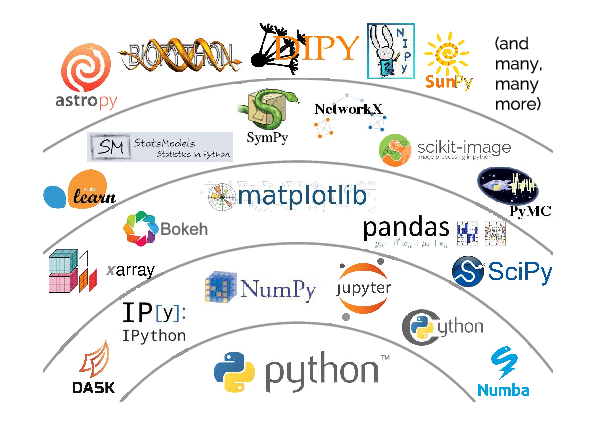 astropy
BIOPYTHON
DIPY
NIPY
SunPy
(and
many,
many
more)
SM StatsModels
Statistics in Python
SymPy
NetworkX
scikit-image
image processing in python
learn
matplotlib
PyMC
Bokeh
pandas
xarray
NumPy
jupyter
SciPy
IP[y]:
IPython
Cython
DASK
python™
Numba